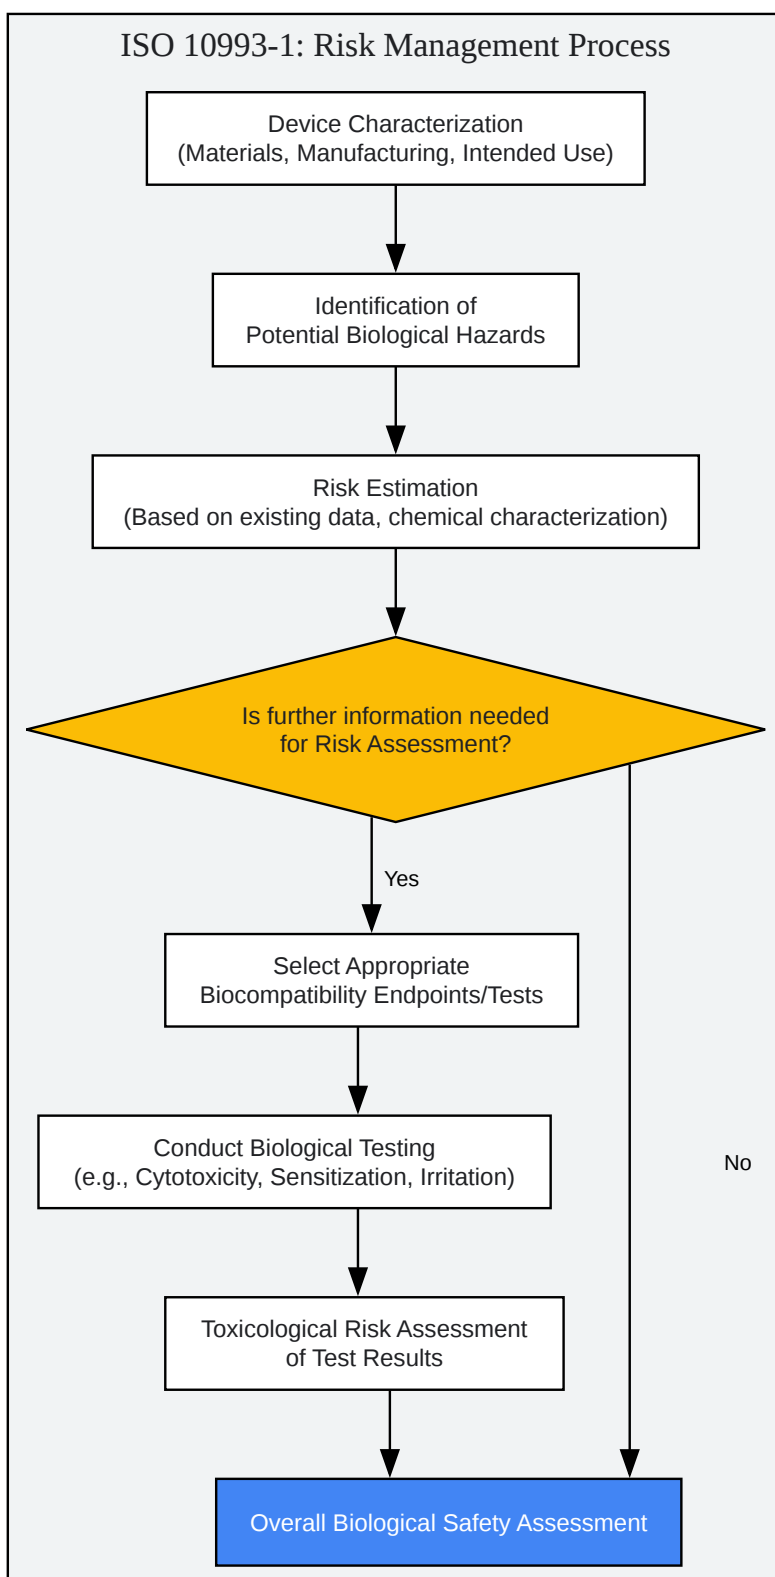 ISO 10993-1: Risk Management Process
Device Characterization
(Materials, Manufacturing, Intended Use)
Identification of
Potential Biological Hazards
Risk Estimation
(Based on existing data, chemical characterization)
Is further information needed
for Risk Assessment?
Yes
Select Appropriate
Biocompatibility Endpoints/Tests
Conduct Biological Testing
(e.g., Cytotoxicity, Sensitization, Irritation)
No
Toxicological Risk Assessment
of Test Results
Overall Biological Safety Assessment